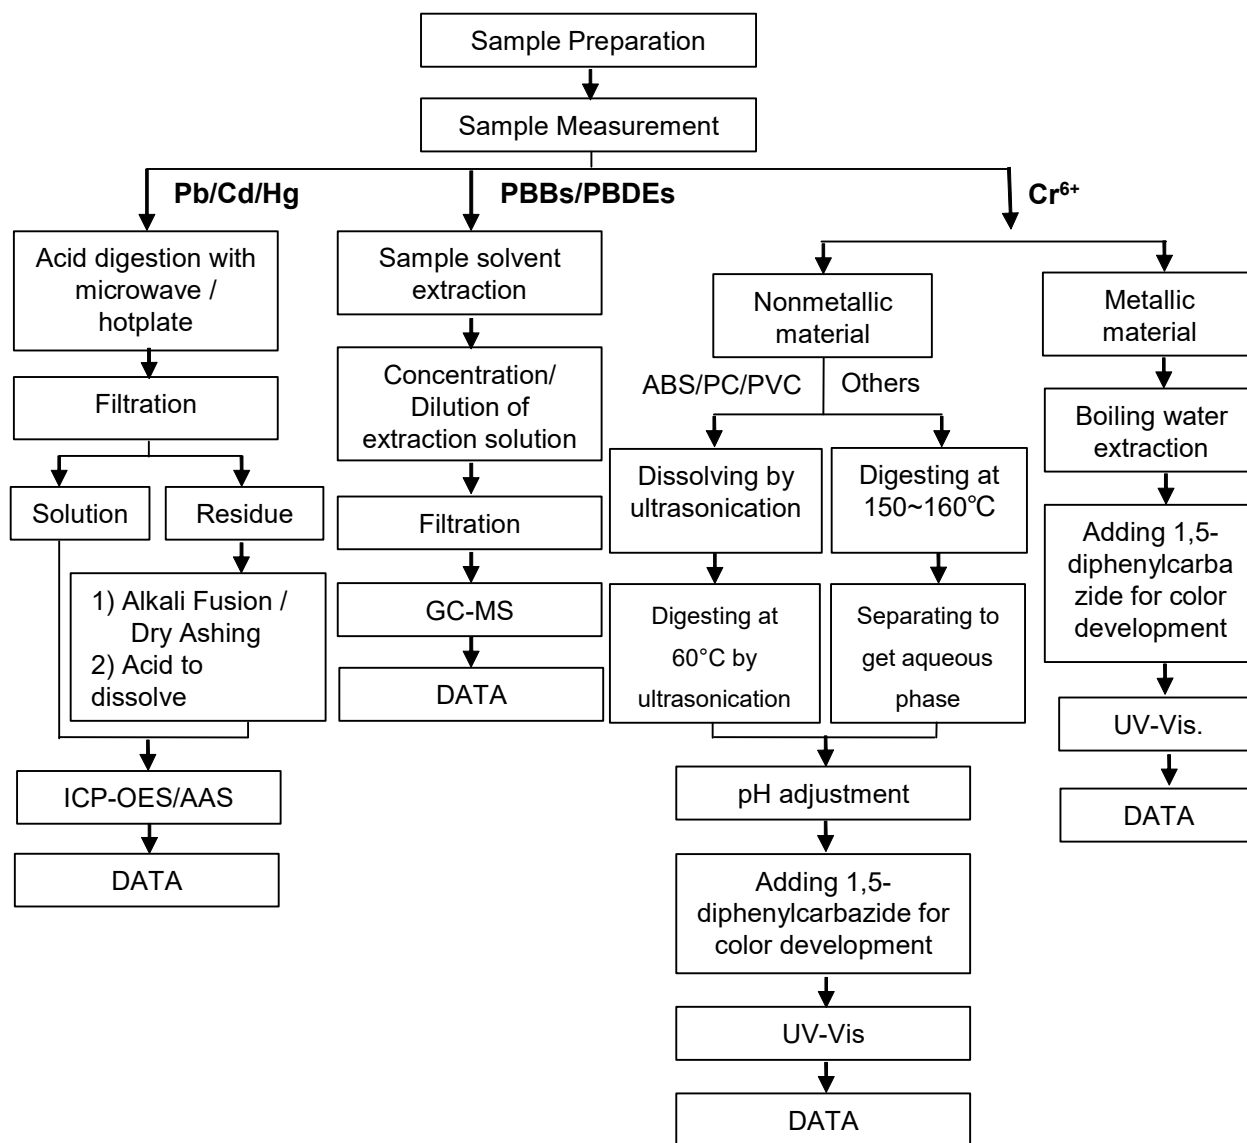 Sample Preparation
Sample Measurement
Pb/Cd/Hg
PBBs/PBDEs
Cr⁶⁺
Acid digestion with
microwave /
hotplate
Filtration
Solution
Residue
1) Alkali Fusion /
Dry Ashing
2) Acid to
dissolve
ICP-OES/AAS
DATA
Sample solvent
extraction
Concentration/
Dilution of
extraction solution
Filtration
GC-MS
DATA
Nonmetallic
material
ABS/PC/PVC
Others
Dissolving by
ultrasonication
Digesting at
60°C by
ultrasonication
Digesting at
150~160℃
Separating to
get aqueous
phase
pH adjustment
Adding 1,5-
diphenylcarbazide for
color development
UV-Vis
DATA
Metallic
material
Boiling water
extraction
Adding 1,5-
diphenylcarba
zide for color
development
UV-Vis.
DATA